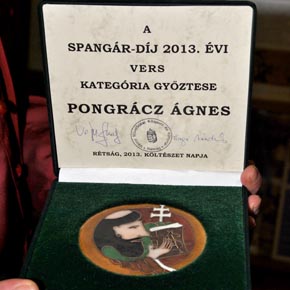 A
SPANGÁR-DÍJ 2013. ÉVI
VERS
KATEGÓRIA GYŐZTESE
PONGRÁCZ ÁGNES
RÉTSÁG, 2013. KÖLTÉSZET NAPJA